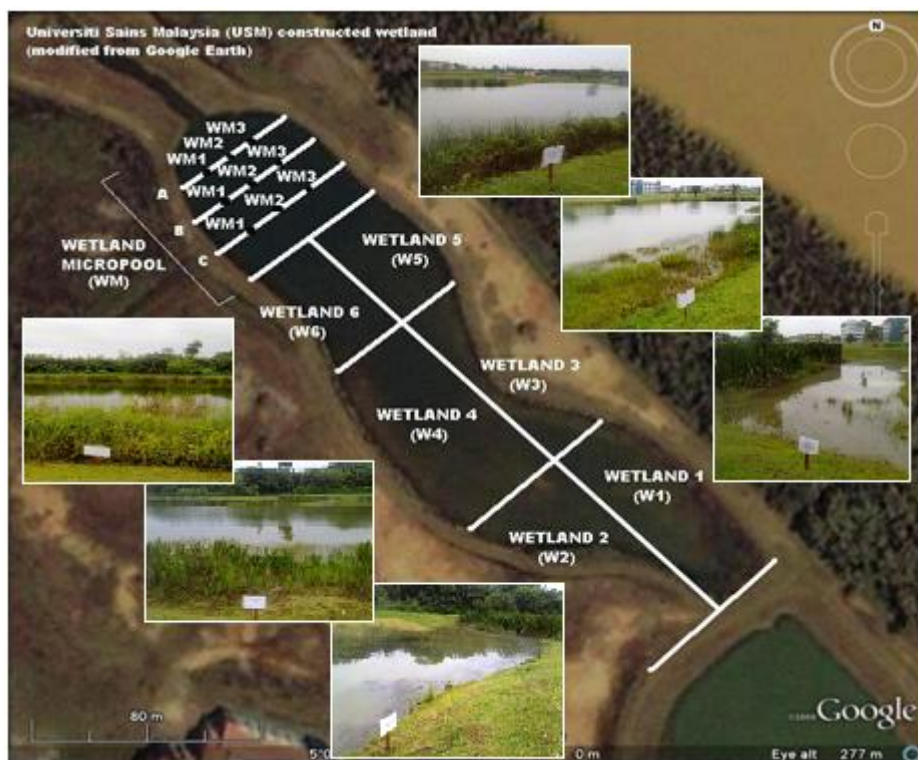 Universiti Sains Malaysia (USM) constructed wetland
(modified from Google Earth)
N
WM3
WM2
WM1
WM3
WM2
WM1
WM3
WM2
WM1
A
B
C
WETLAND
MICROPOOL
(WM)
WETLAND 5
(W5)
WETLAND 6
(W6)
WETLAND 3
(W3)
WETLAND 4
(W4)
WETLAND 1
(W1)
WETLAND 2
(W2)
80 m
Google
0 m
Eye alt 277 m